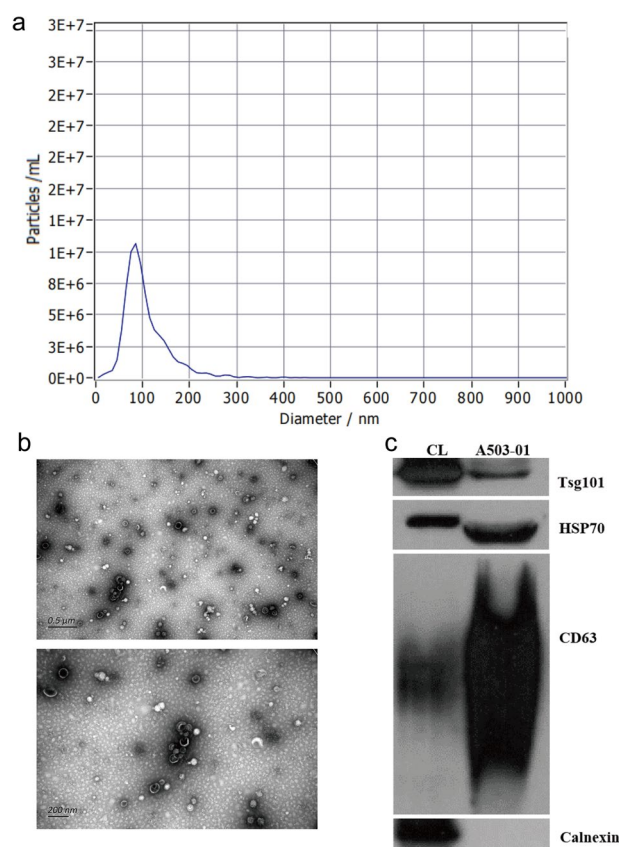 a
3E+7
3E+7
2E+7
2E+7
2E+7
2E+7
1E+7
1E+7
8E+6
5E+6
3E+6
0E+0
Particles /mL
0 100 200 300 400 500 600 700 800 900 1000
Diameter / nm
b
0.5 µm
200 nm
c
CL A503-01
Tsg101
HSP70
CD63
Calnexin